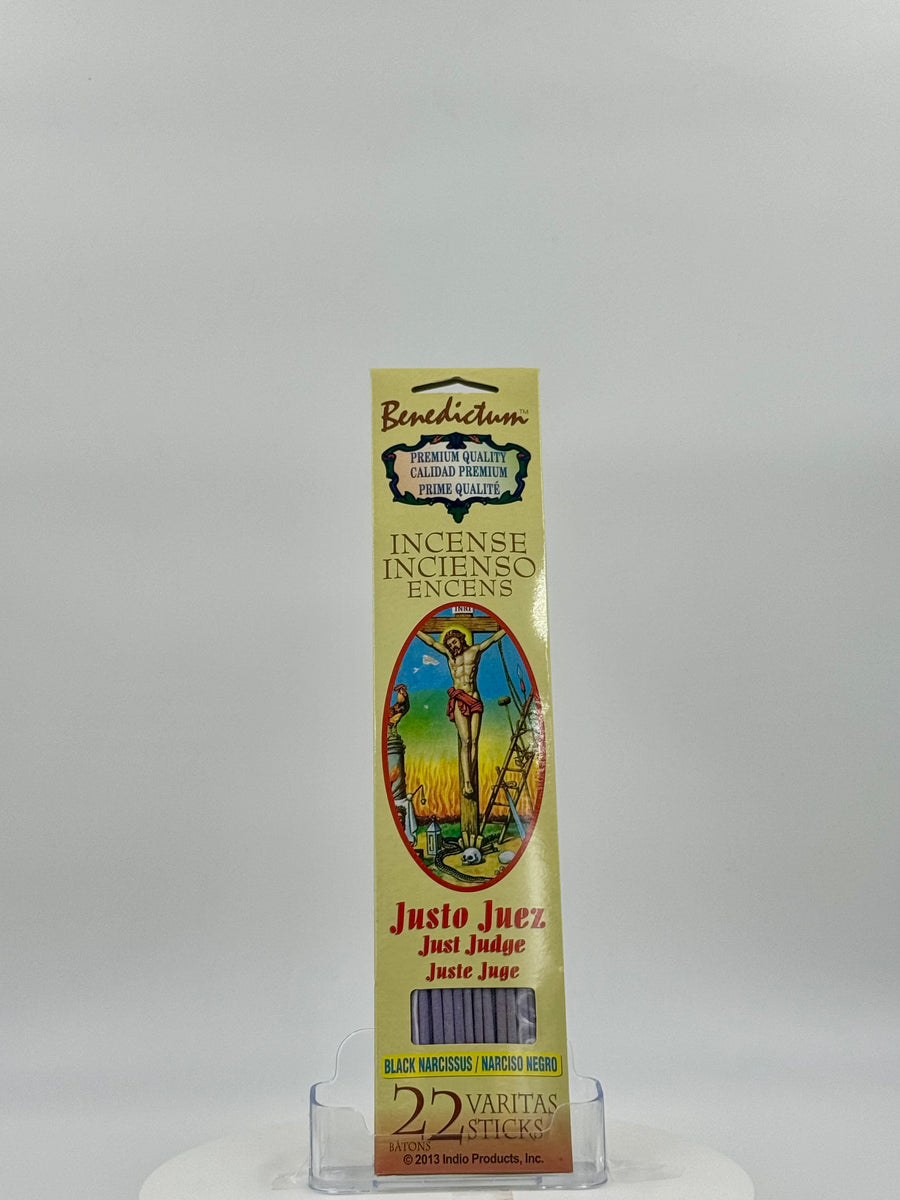 Benedictum™
PREMIUM QUALITY
CALIDAD PREMIUM
PRIME QUALITÉ
INCENSE
INCIENSO
ENCENS
INRI
Justo Juez
Just Judge
Juste Juge
BLACK NARCISSUS / NARCISO NEGRO
22 VARITAS
BÂTONS STICKS
© 2013 Indio Products, Inc.